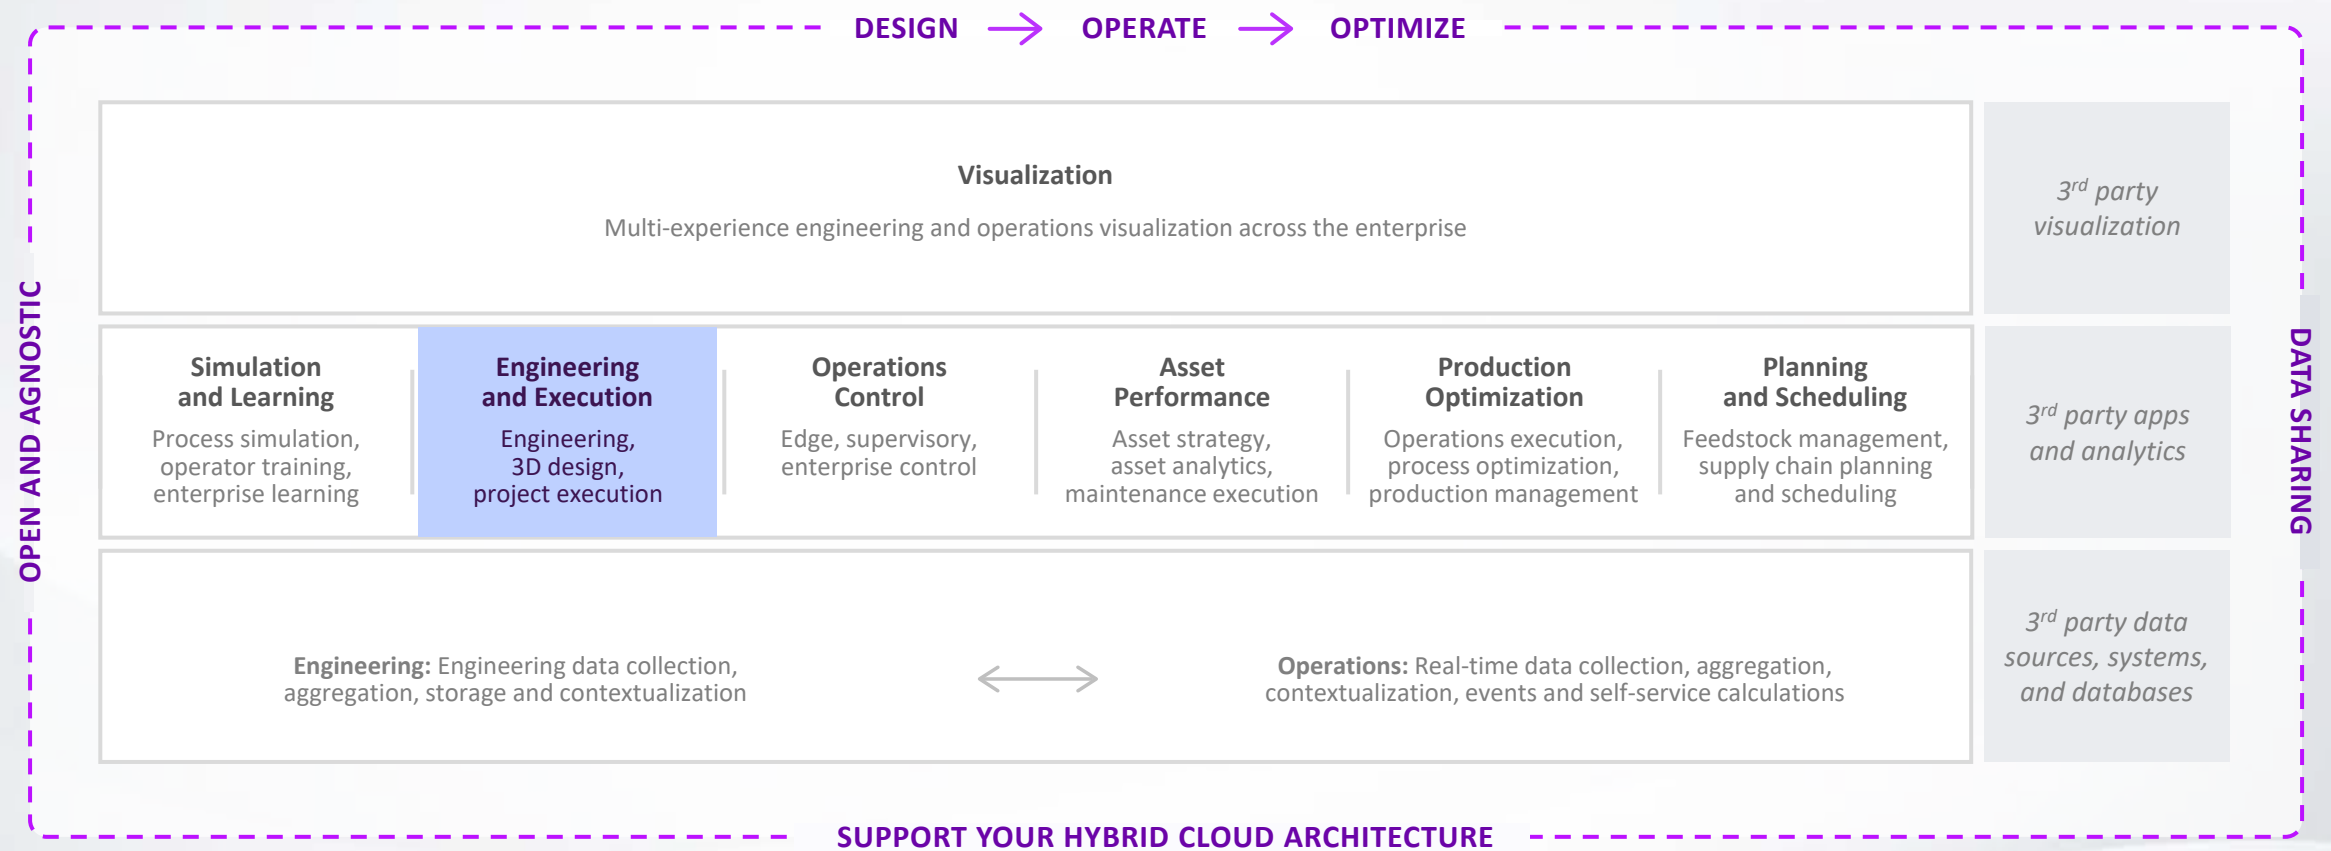 DESIGN → OPERATE → OPTIMIZE
OPEN AND AGNOSTIC
Visualization
Multi-experience engineering and operations visualization across the enterprise
3rd party
visualization
Simulation
and Learning
Process simulation,
operator training,
enterprise learning
Engineering
and Execution
Engineering,
3D design,
project execution
Operations
Control
Edge, supervisory,
enterprise control
Asset
Performance
Asset strategy,
asset analytics,
maintenance execution
Production
Optimization
Operations execution,
process optimization,
production management
Planning
and Scheduling
Feedstock management,
supply chain planning
and scheduling
3rd party apps
and analytics
Engineering: Engineering data collection,
aggregation, storage and contextualization
Operations: Real-time data collection, aggregation,
contextualization, events and self-service calculations
3rd party data
sources, systems,
and databases
DATA SHARING
SUPPORT YOUR HYBRID CLOUD ARCHITECTURE